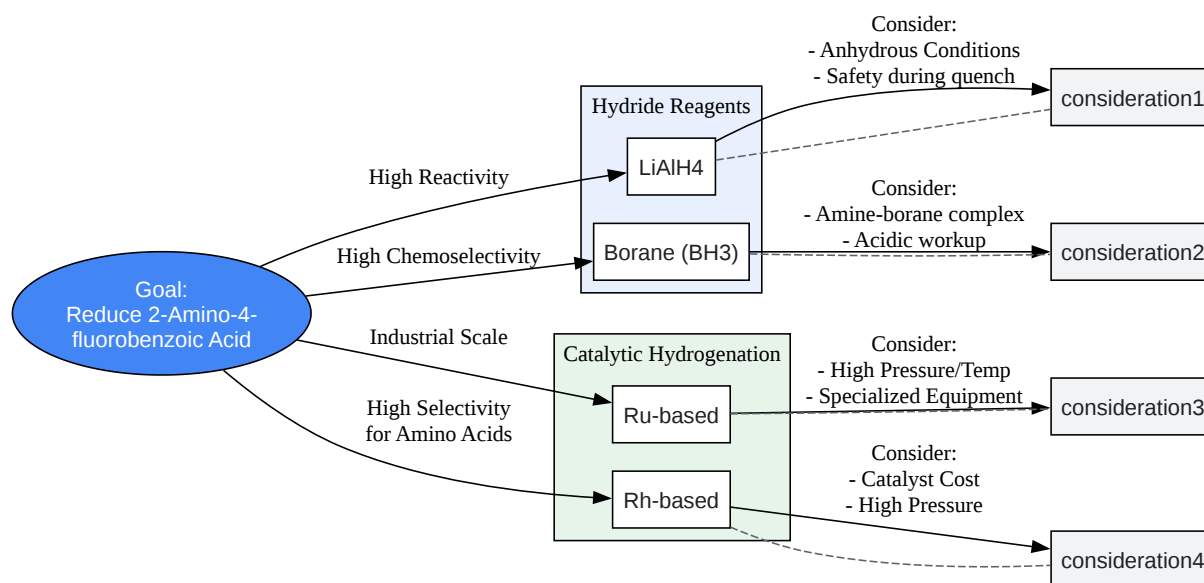 Goal:
Reduce 2-Amino-4-
fluorobenzoic Acid
High Reactivity
High Chemoselectivity
Industrial Scale
High Selectivity
for Amino Acids
Hydride Reagents
LiAlH4
Borane (BH3)
Catalytic Hydrogenation
Ru-based
Rh-based
Consider:
- Anhydrous Conditions
- Safety during quench
consideration1
Consider:
- Amine-borane complex
- Acidic workup
consideration2
Consider:
- High Pressure/Temp
- Specialized Equipment
consideration3
Consider:
- Catalyst Cost
- High Pressure
consideration4